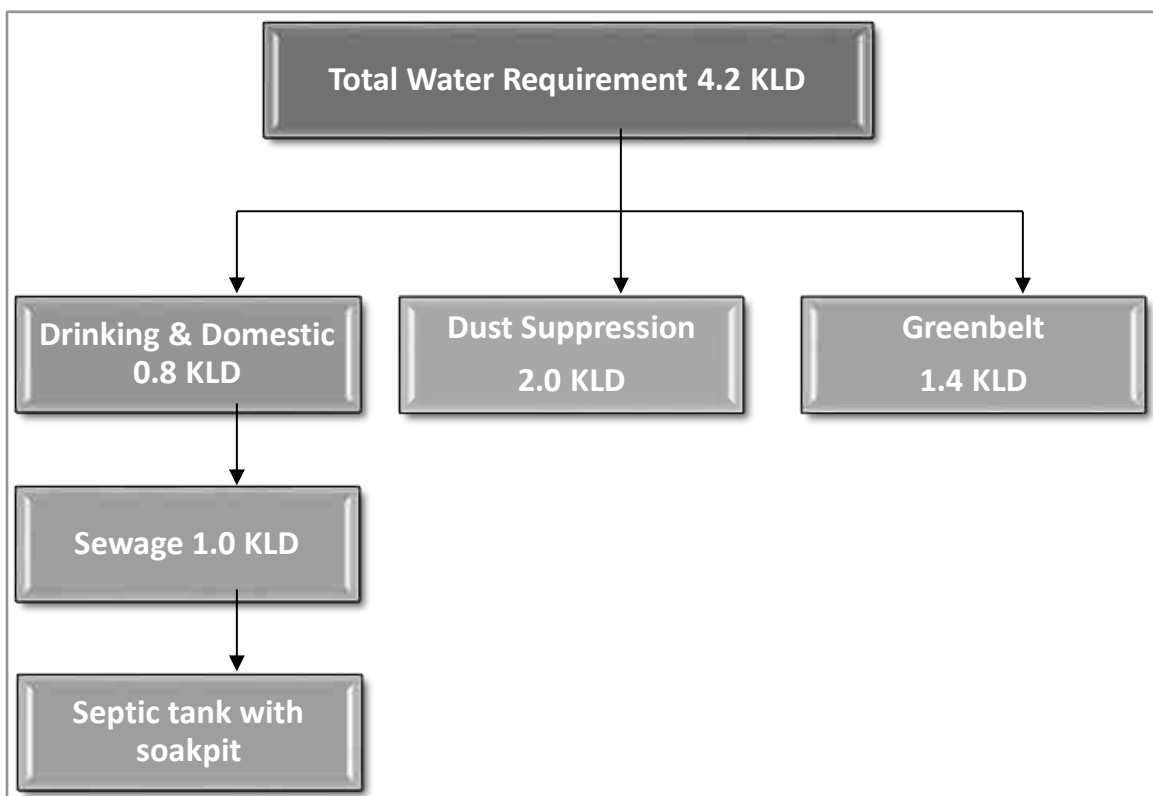 Total Water Requirement 4.2 KLD
Drinking & Domestic
0.8 KLD
Dust Suppression
2.0 KLD
Greenbelt
1.4 KLD
Sewage 1.0 KLD
Septic tank with
soakpit